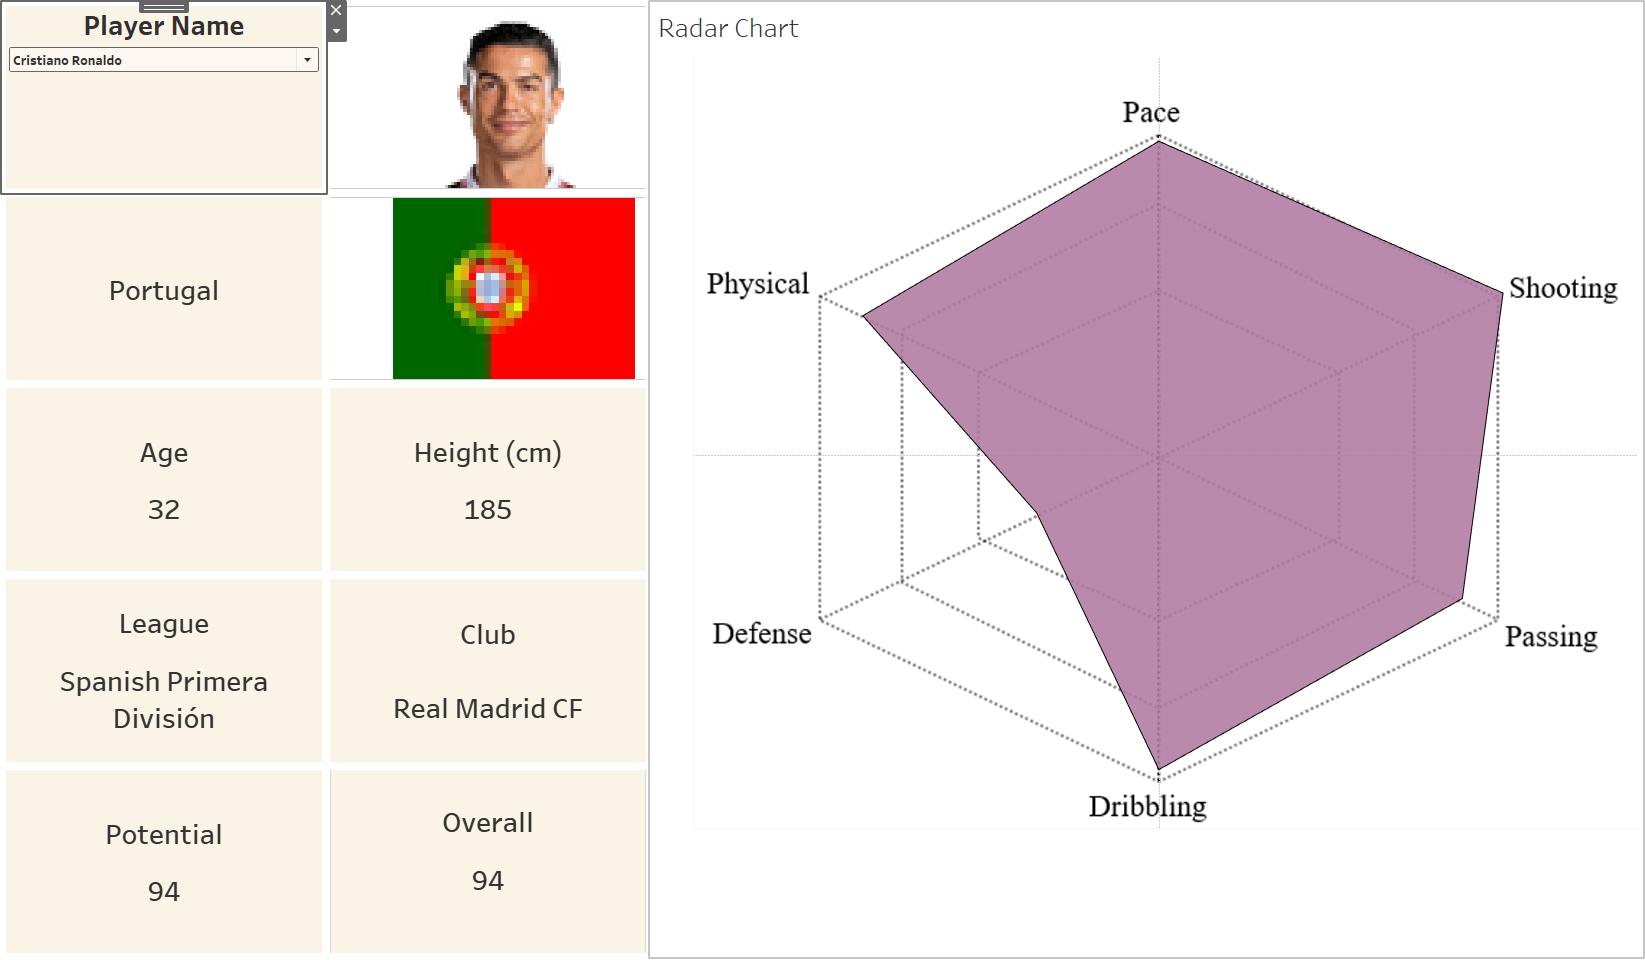 Player Name
Cristiano Ronaldo
Portugal
Age
32
Height (cm)
185
League
Spanish Primera
División
Club
Real Madrid CF
Potential
94
Overall
94
Radar Chart
Pace
Physical
Shooting
Defense
Passing
Dribbling